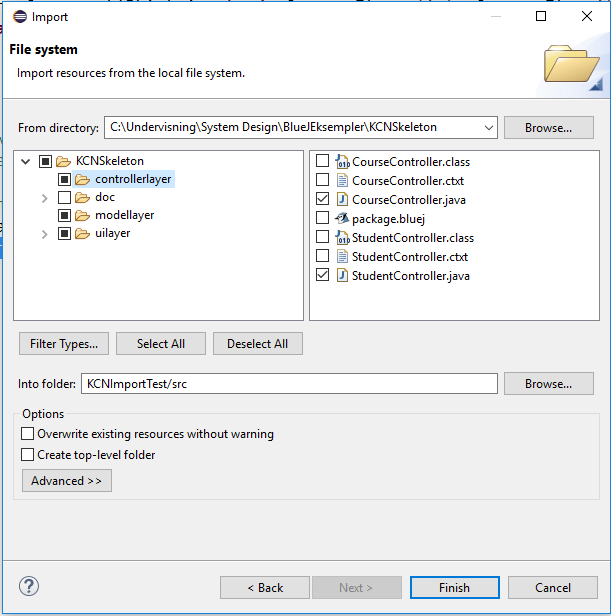 Import
File system
Import resources from the local file system.
From directory: C:\Undervisning\System Design\BlueJEksempler\KCNSkeleton Browse...
KCNSkeleton
controllerlayer
doc
modellayer
uilayer
CourseController.class
CourseController.ctxt
CourseController.java
package.bluej
StudentController.class
StudentController.ctxt
StudentController.java
Filter Types... Select All Deselect All
Into folder: KCNImportTest/src Browse...
Options
Overwrite existing resources without warning
Create top-level folder
Advanced >>
? < Back Next > Finish Cancel